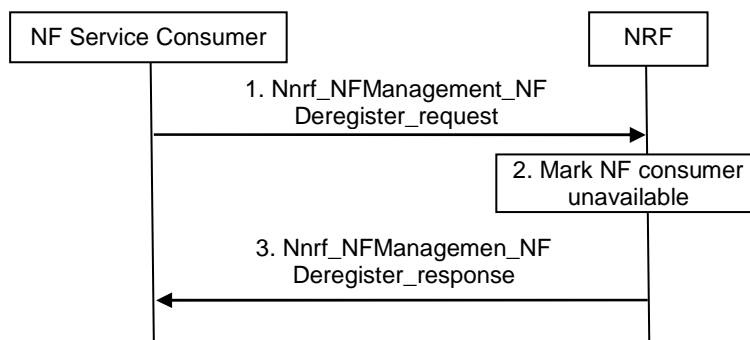 NF Service Consumer
NRF
1. Nnrf_NFManagement_NF
Deregister_request
2. Mark NF consumer
unavailable
3. Nnrf_NFManagemen_NF
Deregister_response